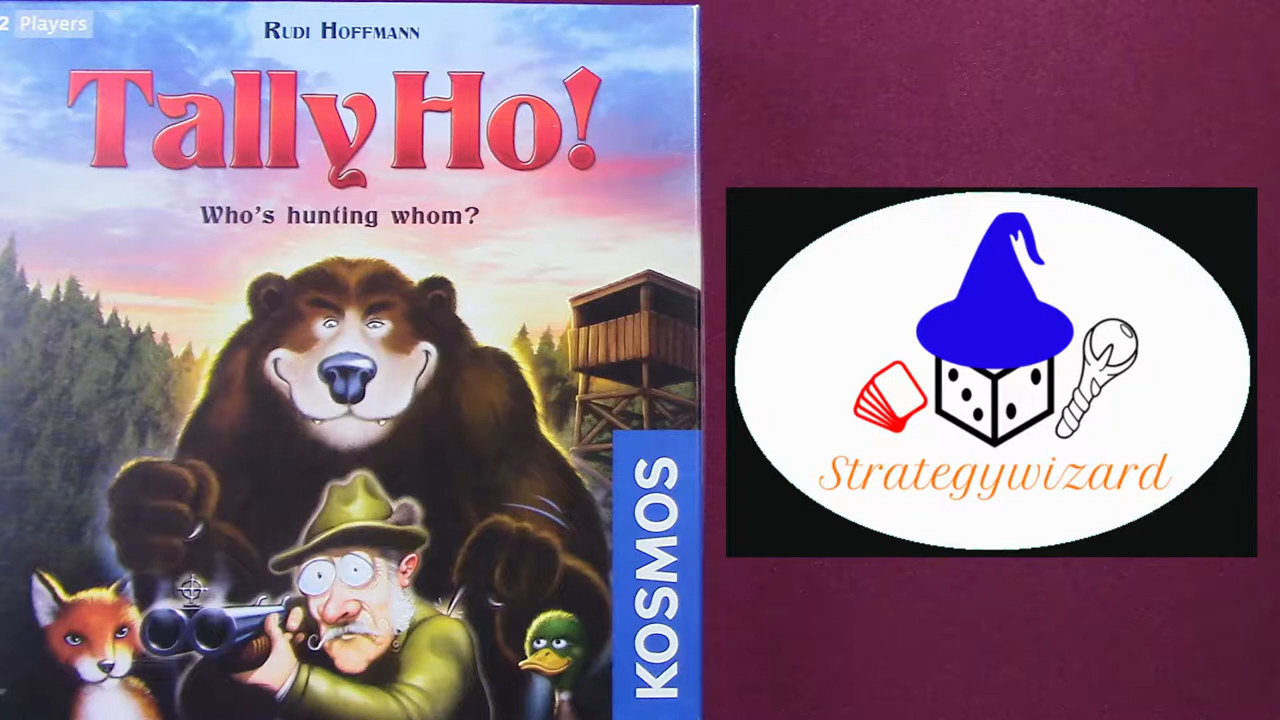 2 Players
RUDI HOFFMANN
Tally Ho!
Who's hunting whom?
KOSMOS
Strategywizard